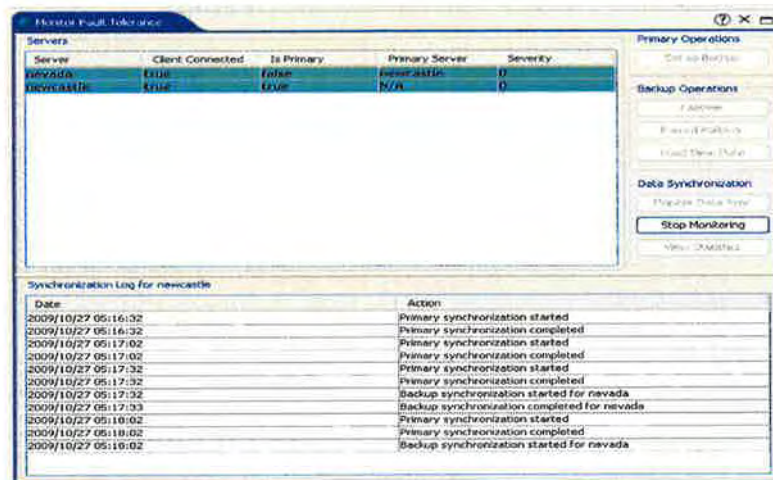 Monitor Fault Tolerance
Servers
Server Client Connected Is Primary Primary Server Severity
nevada true false newcastle 0
newcastle true true N/A 0
Primary Operations
Set as Backup
Backup Operations
Failover
Data Synchronization
Stop Monitoring
View Statistics
Synchronization Log for newcastle
Date Action
2009/10/27 05:16:32 Primary synchronization started
2009/10/27 05:16:32 Primary synchronization completed
2009/10/27 05:17:02 Primary synchronization started
2009/10/27 05:17:02 Primary synchronization completed
2009/10/27 05:17:32 Primary synchronization started
2009/10/27 05:17:32 Primary synchronization completed
2009/10/27 05:17:32 Backup synchronization started for nevada
2009/10/27 05:17:33 Backup synchronization completed for nevada
2009/10/27 05:18:02 Primary synchronization started
2009/10/27 05:18:02 Primary synchronization completed
2009/10/27 05:18:02 Backup synchronization started for nevada